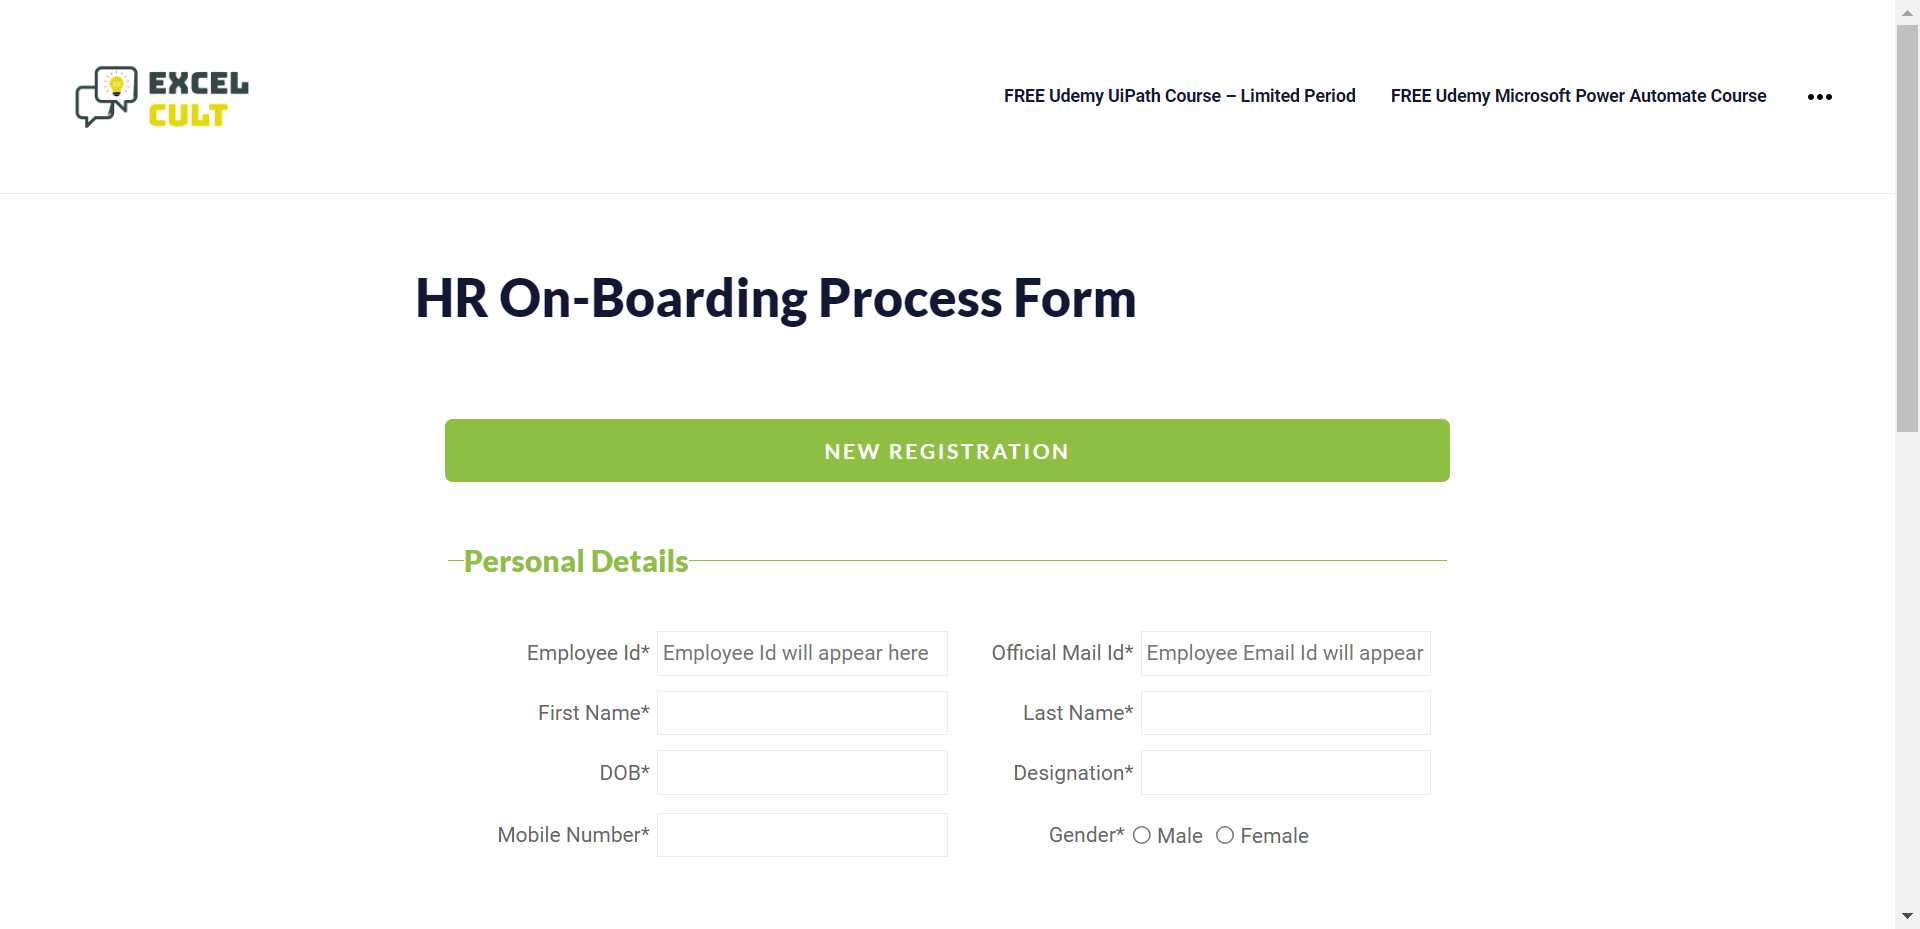 EXCEL
CULT
FREE Udemy UiPath Course – Limited Period
FREE Udemy Microsoft Power Automate Course
HR On-Boarding Process Form
NEW REGISTRATION
Personal Details
Employee Id* Employee Id will appear here Official Mail Id* Employee Email Id will appear
First Name* Last Name*
DOB* Designation*
Mobile Number* Gender* Male Female